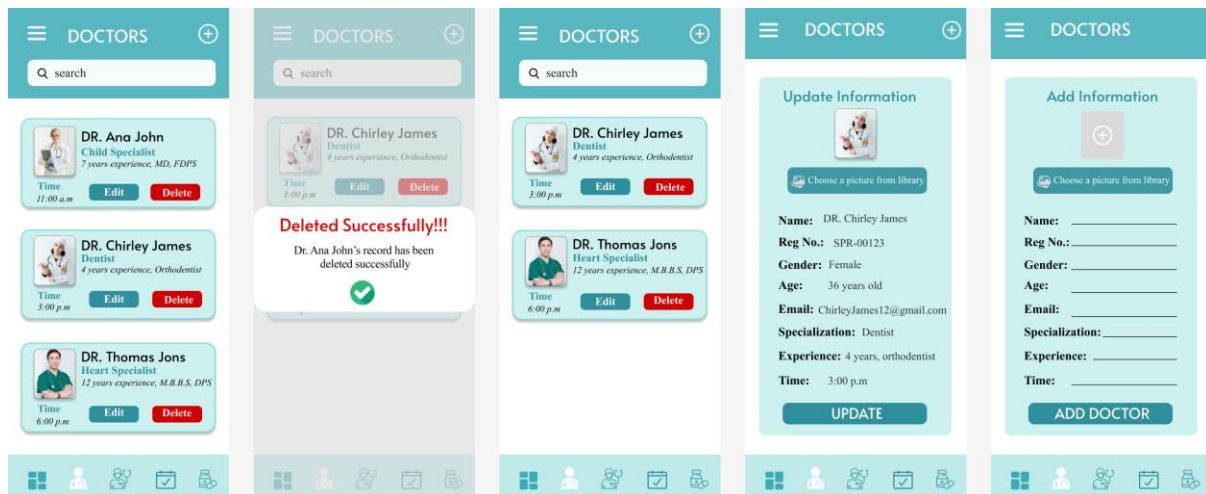 DOCTORS
search
DR. Ana John
Child Specialist
7 years experience, MD, FDPS
Time
11:00 a.m
Edit
Delete
DR. Chirley James
Dentist
4 years experience, Orthodentist
Time
3:00 p.m
Edit
Delete
DR. Thomas Jons
Heart Specialist
12 years experience, M.B.B.S, DPS
Time
6:00 p.m
Edit
Delete
DOCTORS
search
DR. Chirley James
Dentist
4 years experience, Orthodentist
Time
3:00 p.m
Edit
Delete
Deleted Successfully!!!
Dr. Ana John's record has been
deleted successfully
DOCTORS
search
DR. Chirley James
Dentist
4 years experience, Orthodentist
Time
3:00 p.m
Edit
Delete
DR. Thomas Jons
Heart Specialist
12 years experience, M.B.B.S, DPS
Time
6:00 p.m
Edit
Delete
DOCTORS
Update Information
Choose a picture from library
Name: DR. Chirley James
Reg No.: SPR-00123
Gender: Female
Age: 36 years old
Email: ChirleyJames12@gmail.com
Specialization: Dentist
Experience: 4 years, orthodentist
Time: 3:00 p.m
UPDATE
DOCTORS
Add Information
Choose a picture from library
Name:
Reg No.:
Gender:
Age:
Email:
Specialization:
Experience:
Time:
ADD DOCTOR